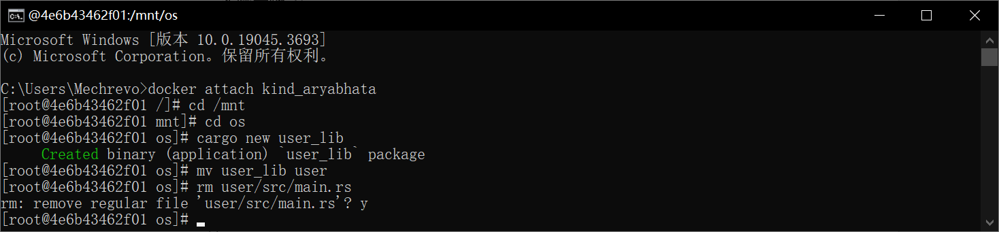 @4e6b43462f01:/mnt/os
Microsoft Windows [版本 10.0.19045.3693]
(c) Microsoft Corporation。保留所有权利。
C:\Users\Mechrevo>docker attach kind_aryabhata
[root@4e6b43462f01 /]# cd /mnt
[root@4e6b43462f01 mnt]# cd os
[root@4e6b43462f01 os]# cargo new user_lib
     Created binary (application) `user_lib` package
[root@4e6b43462f01 os]# mv user_lib user
[root@4e6b43462f01 os]# rm user/src/main.rs
rm: remove regular file 'user/src/main.rs'? y
[root@4e6b43462f01 os]#